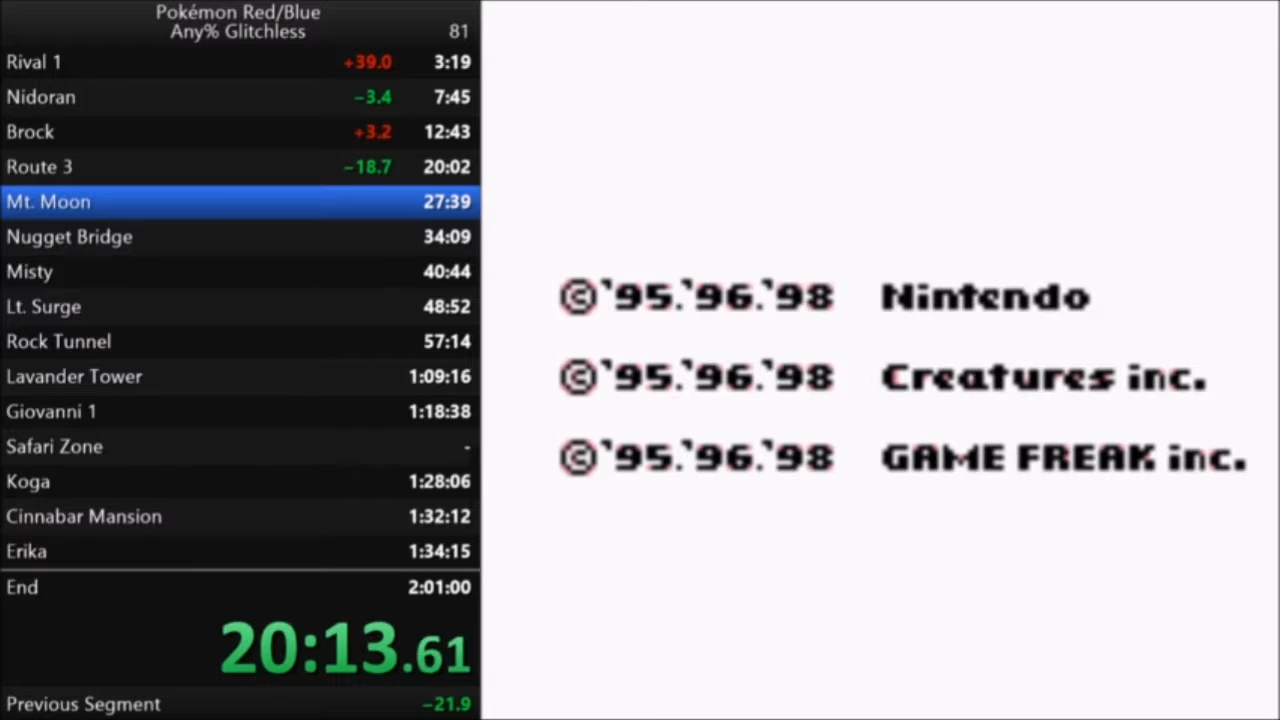 Pokémon Red/Blue
Any% Glitchless 81
Rival 1 +39.0 3:19
Nidoran −3.4 7:45
Brock +3.2 12:43
Route 3 −18.7 20:02
Mt. Moon 27:39
Nugget Bridge 34:09
Misty 40:44
Lt. Surge 48:52
Rock Tunnel 57:14
Lavander Tower 1:09:16
Giovanni 1 1:18:38
Safari Zone -
Koga 1:28:06
Cinnabar Mansion 1:32:12
Erika 1:34:15
End 2:01:00
20:13.61
Previous Segment −21.9
©'95.'96.'98 Nintendo
©'95.'96.'98 Creatures inc.
©'95.'96.'98 GAME FREAK inc.